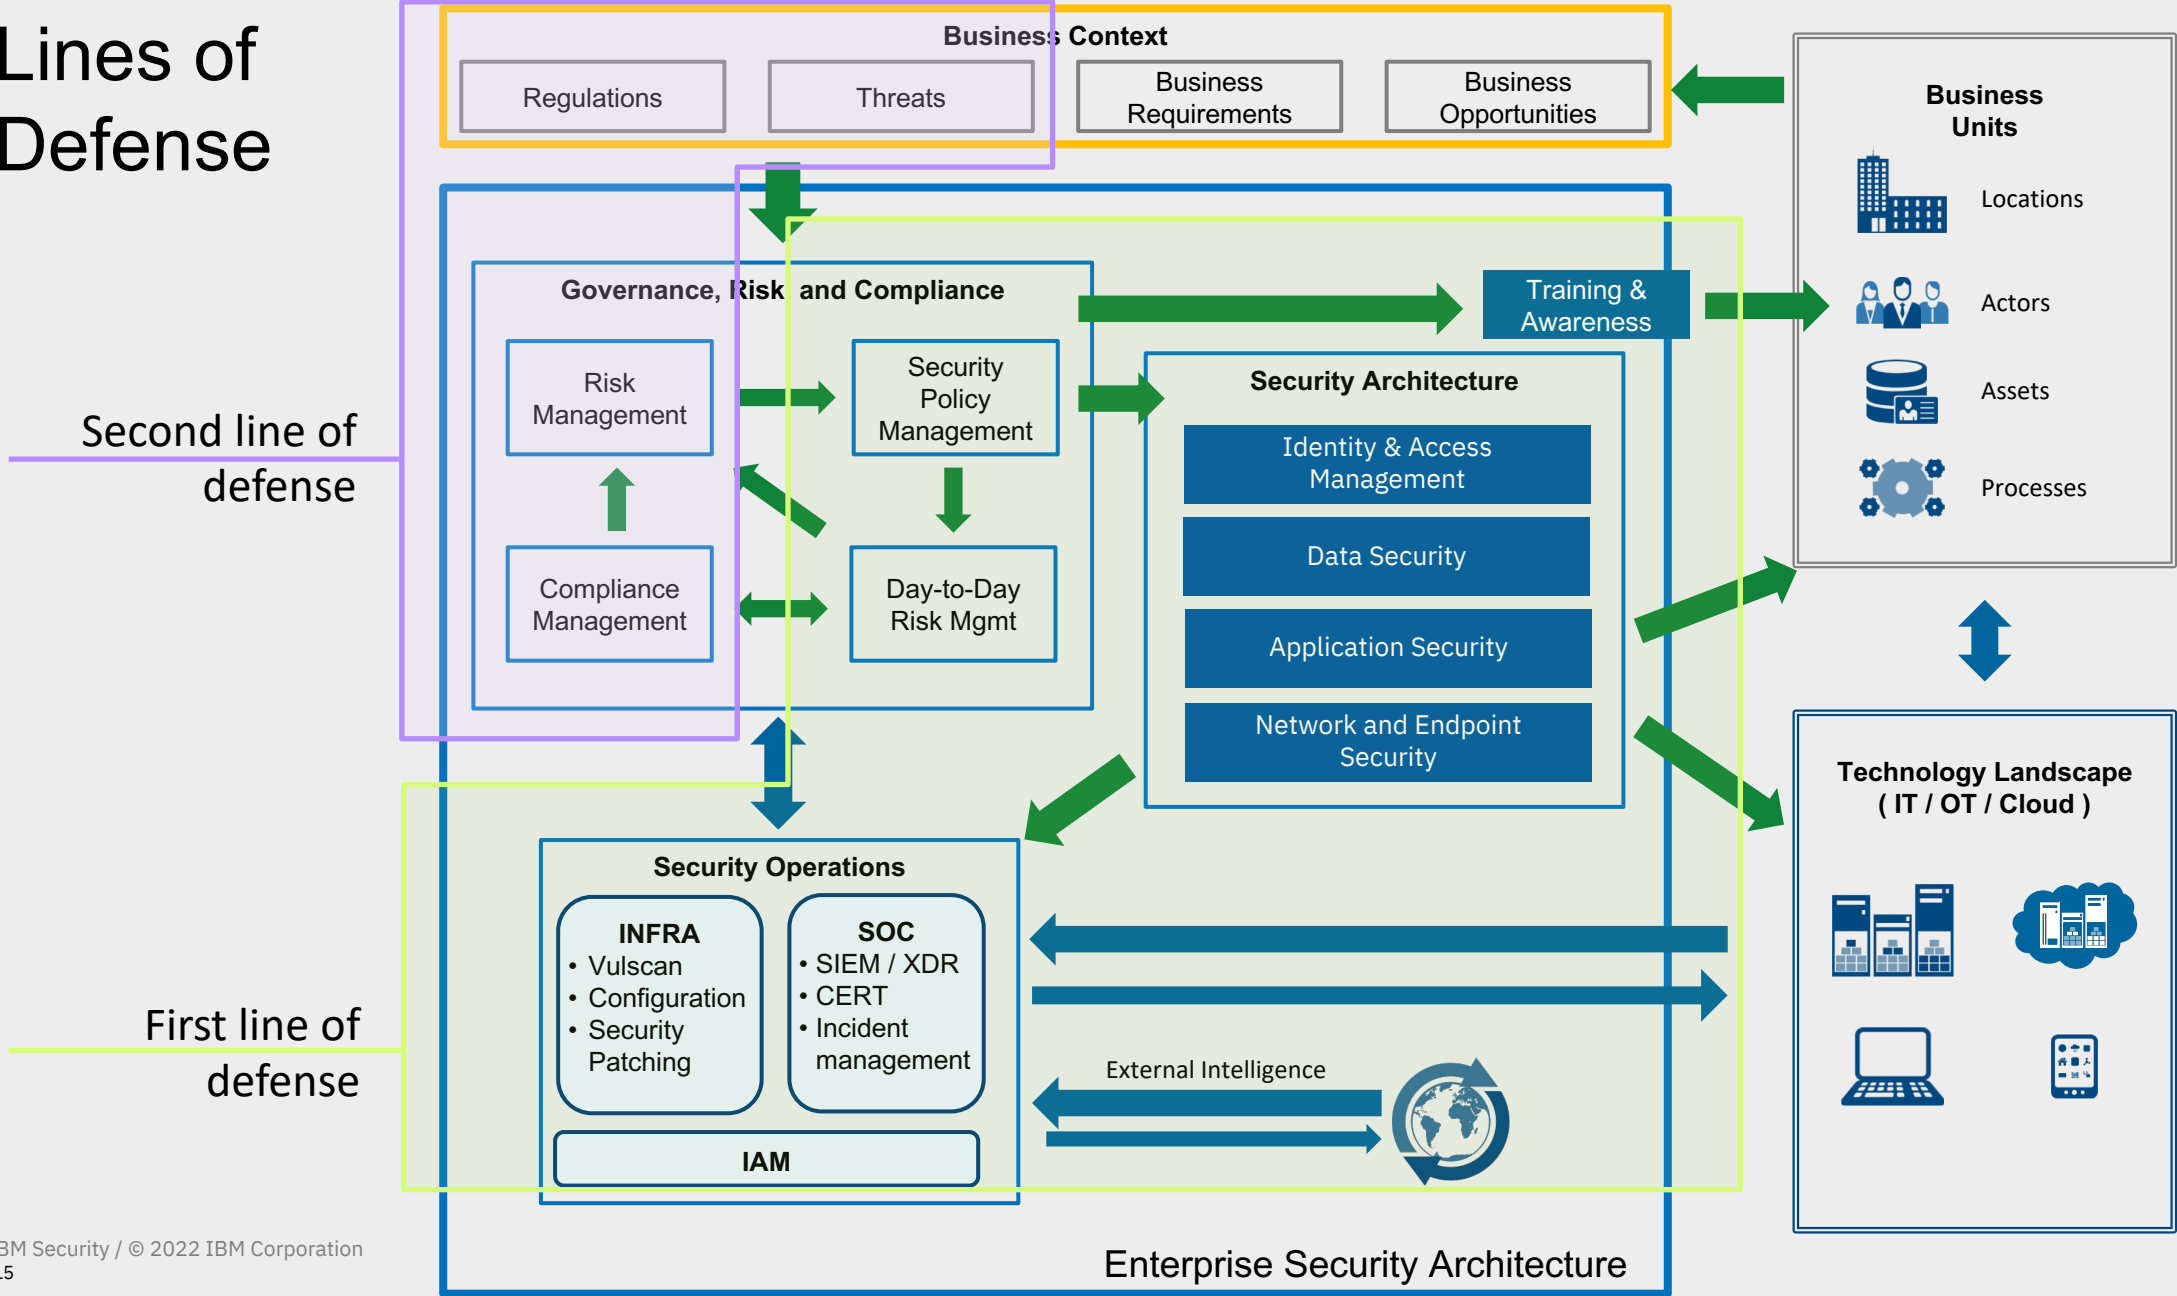 Lines of
Defense
Business Context
Regulations
Threats
Business
Requirements
Business
Opportunities
Business
Units
Locations
Actors
Assets
Processes
Governance, Risk, and Compliance
Training &
Awareness
Risk
Management
Security
Policy
Management
Compliance
Management
Day-to-Day
Risk Mgmt
Security Architecture
Identity & Access
Management
Data Security
Application Security
Network and Endpoint
Security
Second line of
defense
Technology Landscape
( IT / OT / Cloud )
Security Operations
INFRA
• Vulscan
• Configuration
• Security
Patching
SOC
• SIEM / XDR
• CERT
• Incident
management
IAM
External Intelligence
First line of
defense
Enterprise Security Architecture
BM Security / © 2022 IBM Corporation
15